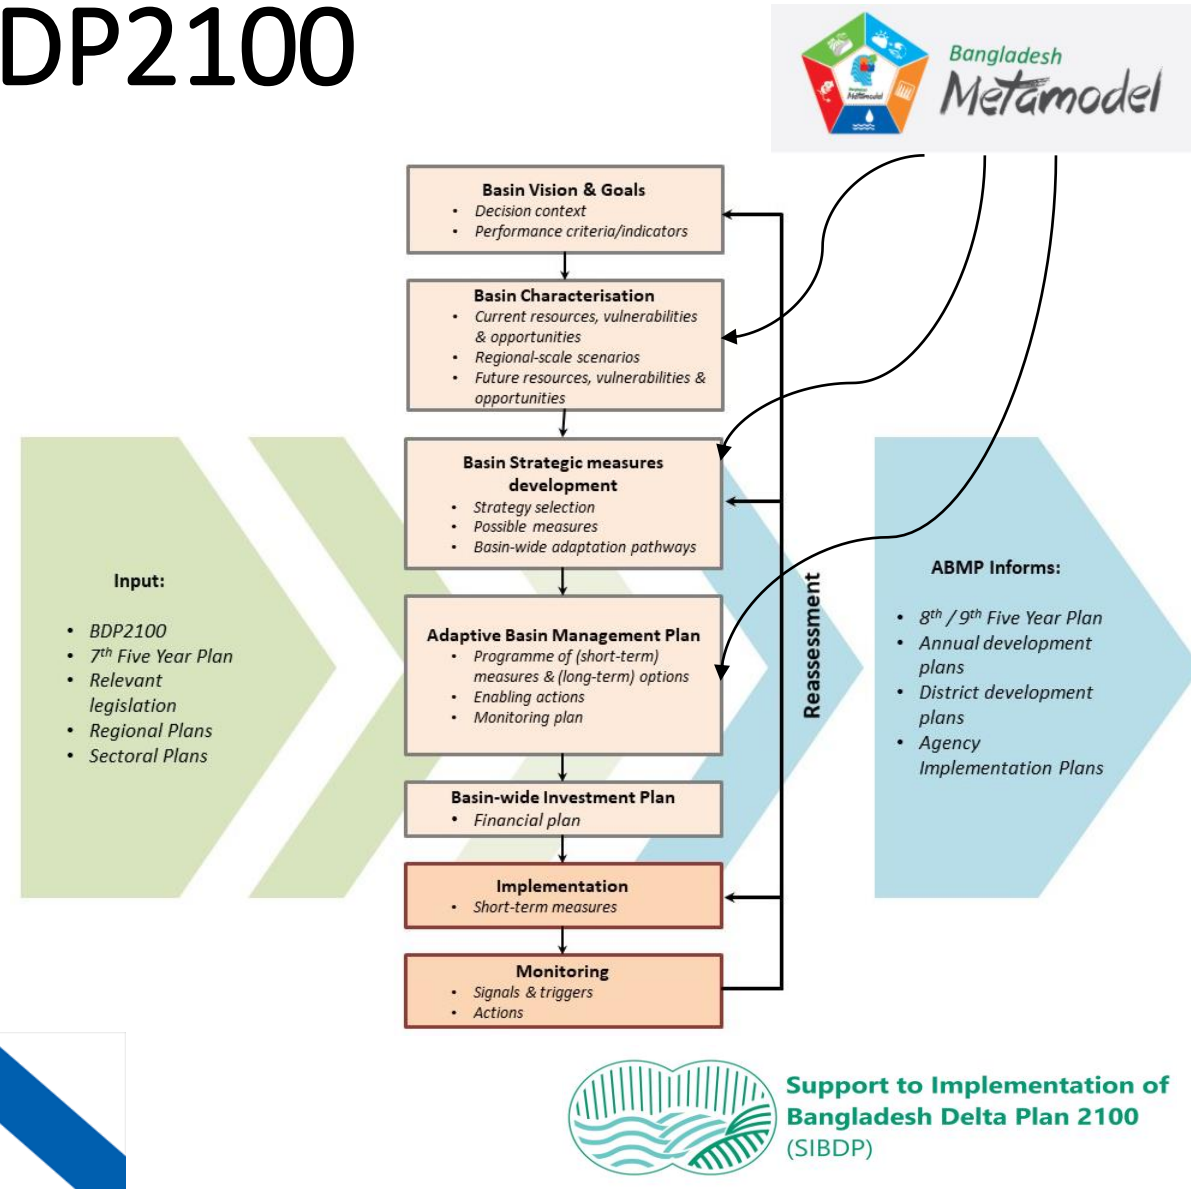 DP2100
Bangladesh
Metamodel
Metamodel
Basin Vision & Goals
• Decision context
• Performance criteria/indicators
Basin Characterisation
• Current resources, vulnerabilities
& opportunities
• Regional-scale scenarios
• Future resources, vulnerabilities &
opportunities
Basin Strategic measures
development
• Strategy selection
• Possible measures
• Basin-wide adaptation pathways
Adaptive Basin Management Plan
• Programme of (short-term)
measures & (long-term) options
• Enabling actions
• Monitoring plan
Basin-wide Investment Plan
• Financial plan
Implementation
• Short-term measures
Monitoring
• Signals & triggers
• Actions
Input:
• BDP2100
• 7th Five Year Plan
• Relevant
legislation
• Regional Plans
• Sectoral Plans
Reassessment
ABMP Informs:
• 8th / 9th Five Year Plan
• Annual development
plans
• District development
plans
• Agency
Implementation Plans
Support to Implementation of
Bangladesh Delta Plan 2100
(SIBDP)